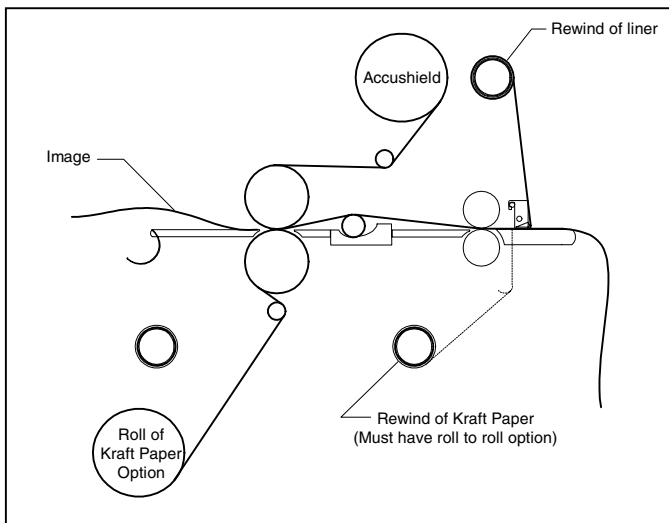 Rewind of liner
Accushield
Image
Rewind of Kraft Paper
(Must have roll to roll option)
Roll of
Kraft Paper
Option